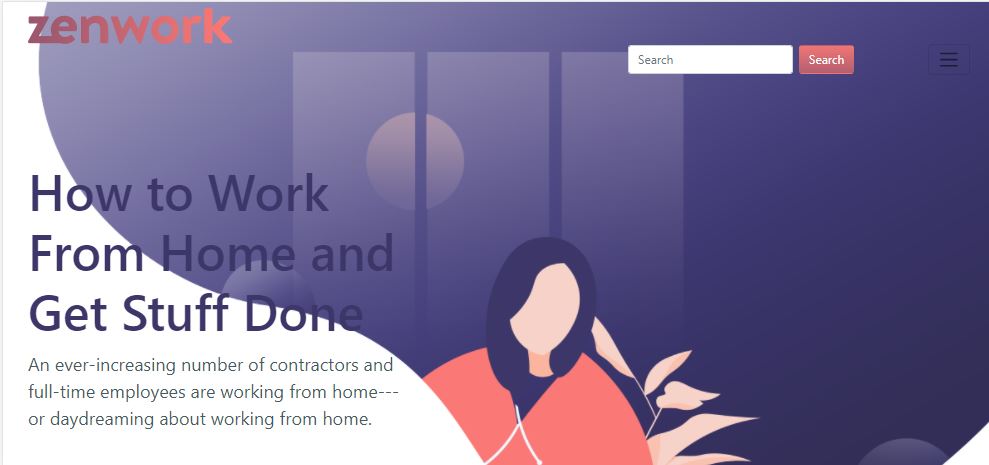 zenwork
Search
Search
How to Work
From Home and
Get Stuff Done
An ever-increasing number of contractors and
full-time employees are working from home---
or daydreaming about working from home.